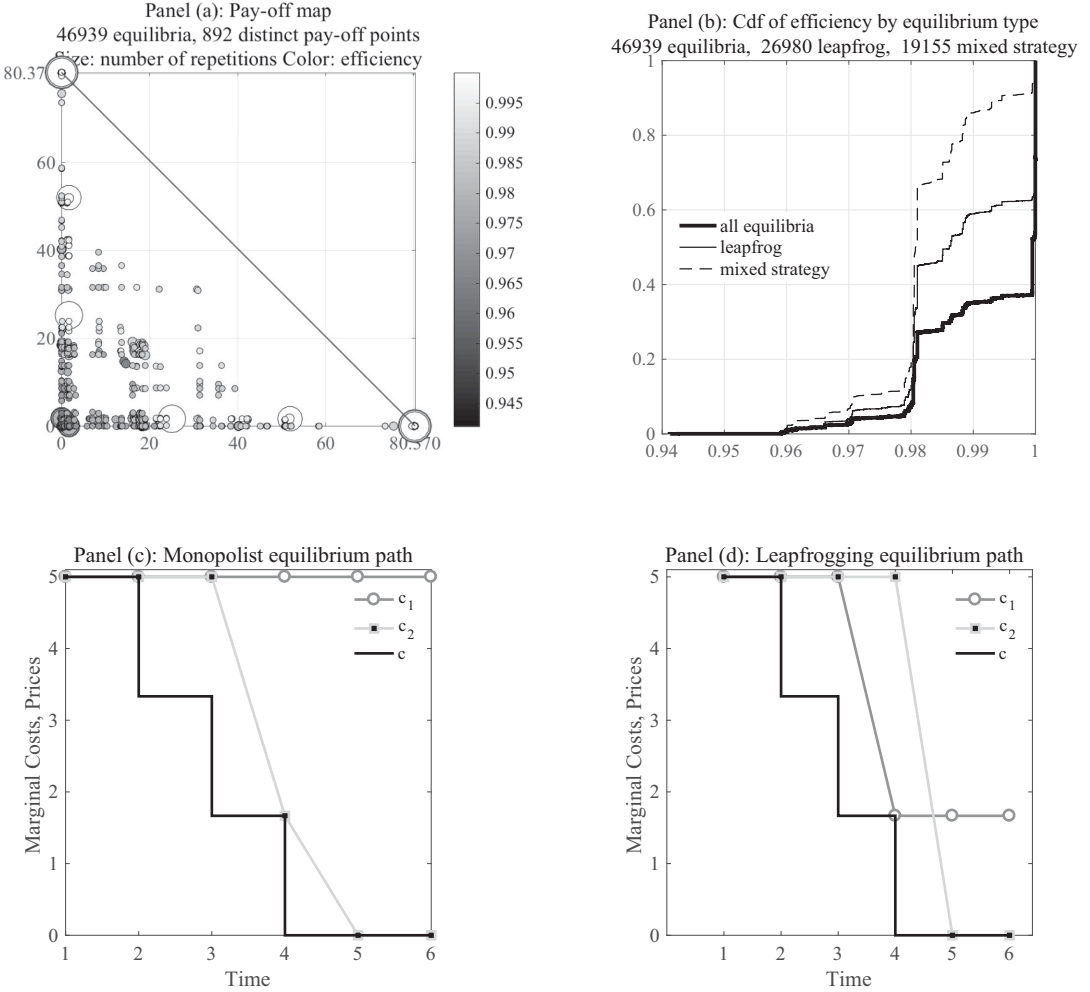 Panel (a): Pay-off map
46939 equilibria, 892 distinct pay-off points
Size: number of repetitions Color: efficiency
80.37
60
40
20
0
0
20
40
60
0.995
0.99
0.985
0.98
0.975
0.97
0.965
0.96
0.955
0.95
0.945
Panel (b): Cdf of efficiency by equilibrium type
46939 equilibria, 26980 leapfrog, 19155 mixed strategy
1
0.8
0.6
0.4
0.2
0
all equilibria
leapfrog
mixed strategy
0.94
0.95
0.96
0.97
0.98
0.99
1
Panel (c): Monopolist equilibrium path
Marginal Costs, Prices
5
4
3
2
1
0
c1
c2
c
1
2
3
4
5
6
Time
Panel (d): Leapfrogging equilibrium path
Marginal Costs, Prices
5
4
3
2
1
0
c1
c2
c
1
2
3
4
5
6
Time